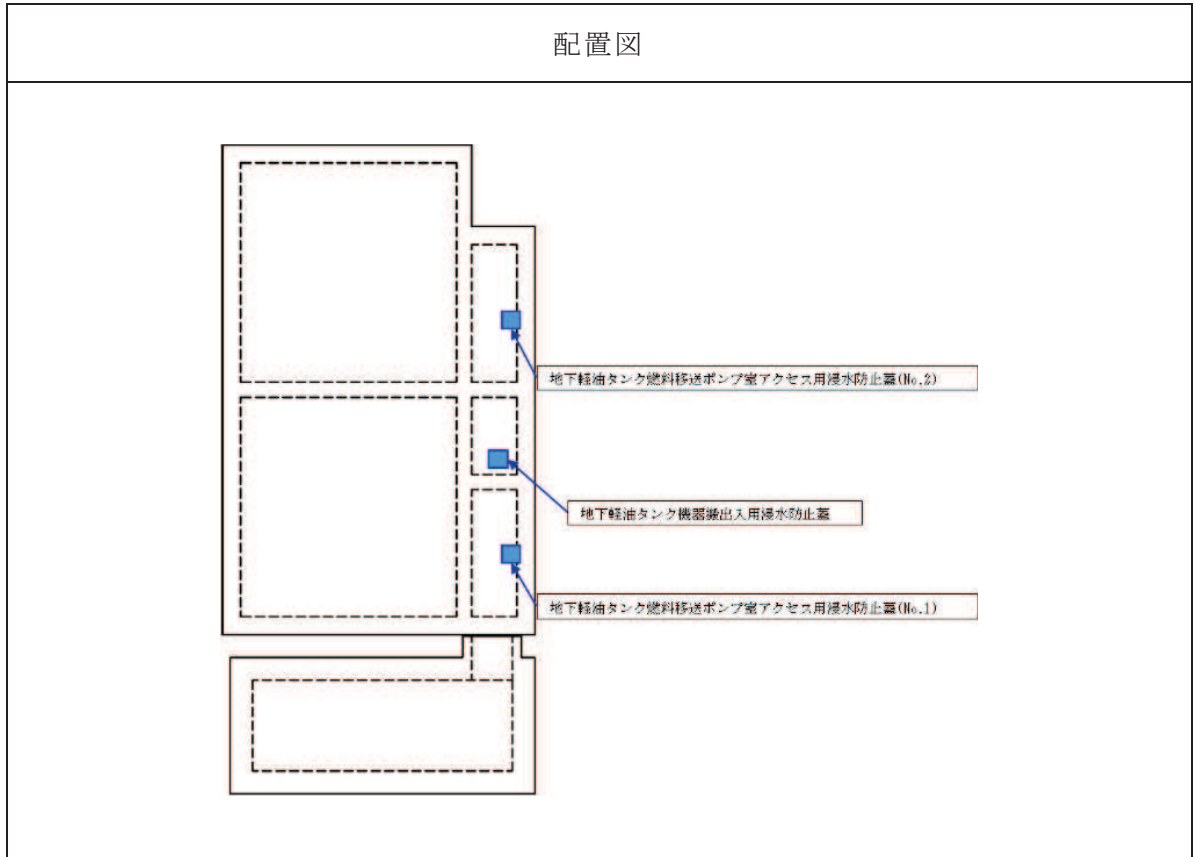 配置図
地下軽油タンク燃料移送ポンプ室アクセス用浸水防止蓋(No.2)
地下軽油タンク機器搬出入用浸水防止蓋
地下軽油タンク燃料移送ポンプ室アクセス用浸水防止蓋(No.1)